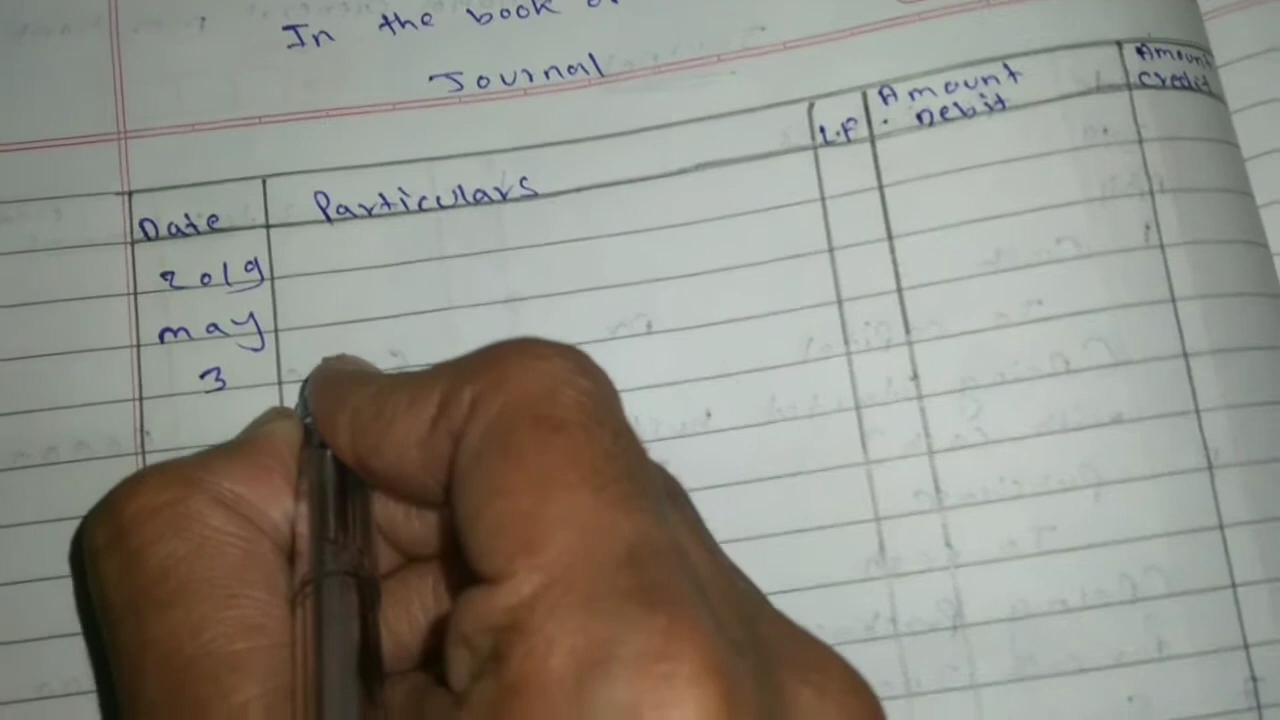 In the book
Journal
Date Particulars L.F Amount Debit Amount credit
2019
may
3